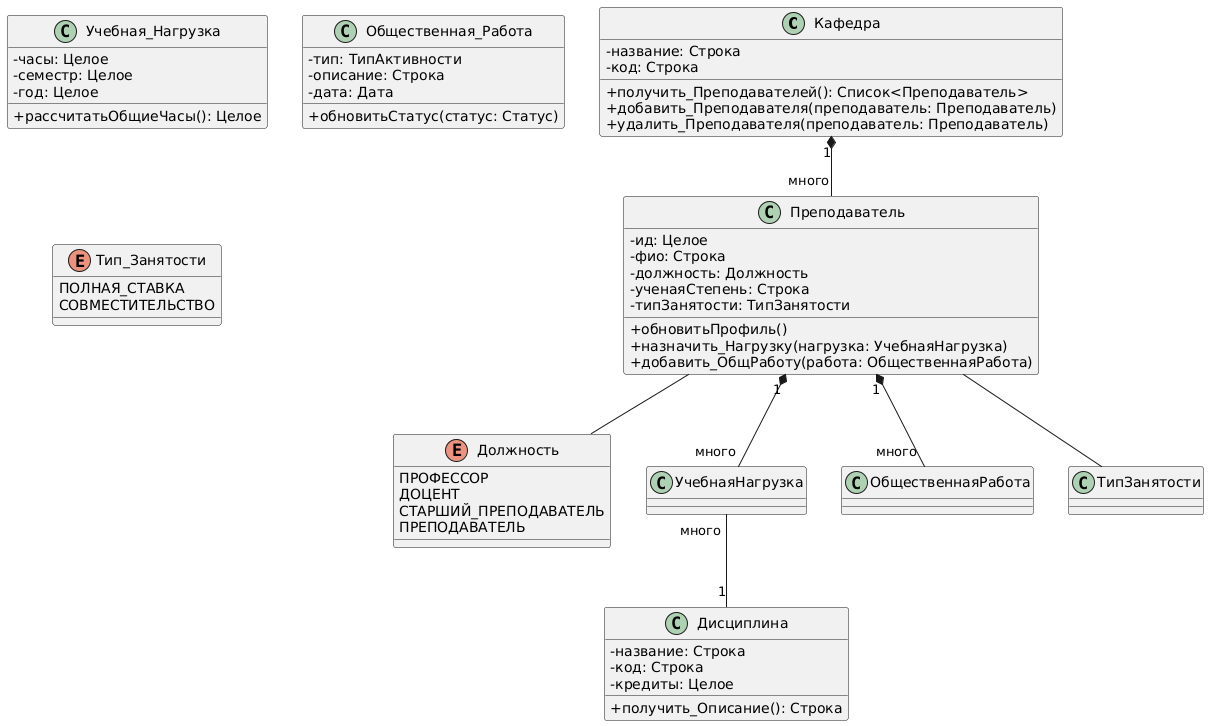 C Учебная_Нагрузка
-часы: Целое
-семестр: Целое
-год: Целое
+рассчитатьОбщиеЧасы(): Целое
C Общественная_Работа
-тип: ТипАктивности
-описание: Строка
-дата: Дата
+обновитьСтатус(статус: Статус)
C Кафедра
-название: Строка
-код: Строка
+получить_Преподавателей(): Список<Преподаватель>
+добавить_Преподавателя(преподаватель: Преподаватель)
+удалить_Преподавателя(преподаватель: Преподаватель)
1
много
E Тип_Занятости
ПОЛНАЯ_СТАВКА
СОВМЕСТИТЕЛЬСТВО
C Преподаватель
-ид: Целое
-фио: Строка
-должность: Должность
-ученаяСтепень: Строка
-типЗанятости: ТипЗанятости
+обновитьПрофиль()
+назначить_Нагрузку(нагрузка: УчебнаяНагрузка)
+добавить_ОбщРаботу(работа: ОбщественнаяРабота)
1
1
много
много
E Должность
ПРОФЕССОР
ДОЦЕНТ
СТАРШИЙ_ПРЕПОДАВАТЕЛЬ
ПРЕПОДАВАТЕЛЬ
C УчебнаяНагрузка
C ОбщественнаяРабота
C ТипЗанятости
много
1
C Дисциплина
-название: Строка
-код: Строка
-кредиты: Целое
+получить_Описание(): Строка